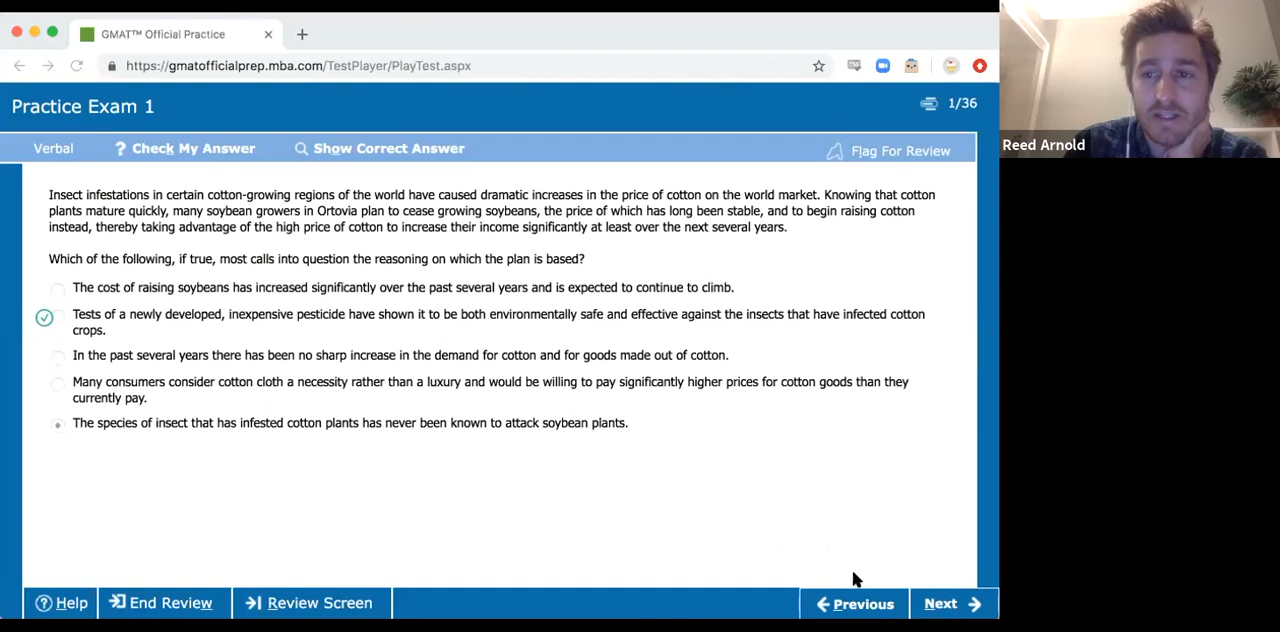 GMAT™ Official Practice
https://gmatofficialprep.mba.com/TestPlayer/PlayTest.aspx
Practice Exam 1
1/36
Verbal
? Check My Answer
Show Correct Answer
Flag For Review
Reed Arnold
Insect infestations in certain cotton-growing regions of the world have caused dramatic increases in the price of cotton on the world market. Knowing that cotton
plants mature quickly, many soybean growers in Ortovia plan to cease growing soybeans, the price of which has long been stable, and to begin raising cotton
instead, thereby taking advantage of the high price of cotton to increase their income significantly at least over the next several years.
Which of the following, if true, most calls into question the reasoning on which the plan is based?
The cost of raising soybeans has increased significantly over the past several years and is expected to continue to climb.
Tests of a newly developed, inexpensive pesticide have shown it to be both environmentally safe and effective against the insects that have infected cotton
crops.
In the past several years there has been no sharp increase in the demand for cotton and for goods made out of cotton.
Many consumers consider cotton cloth a necessity rather than a luxury and would be willing to pay significantly higher prices for cotton goods than they
currently pay.
The species of insect that has infested cotton plants has never been known to attack soybean plants.
? Help
End Review
Review Screen
Previous
Next